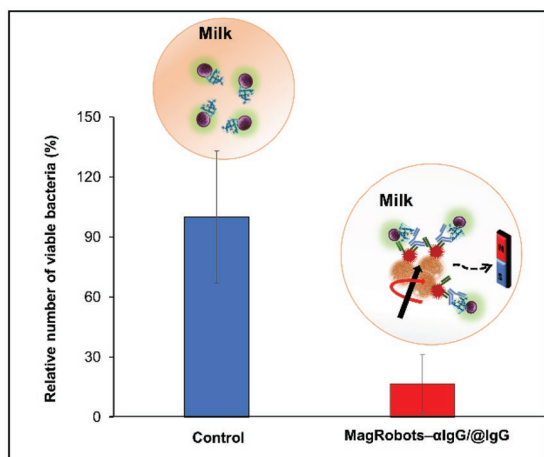 Milk
Milk
Relative number of viable bacteria (%)
150
120
90
60
30
0
Control
MagRobots–αIgG/@IgG